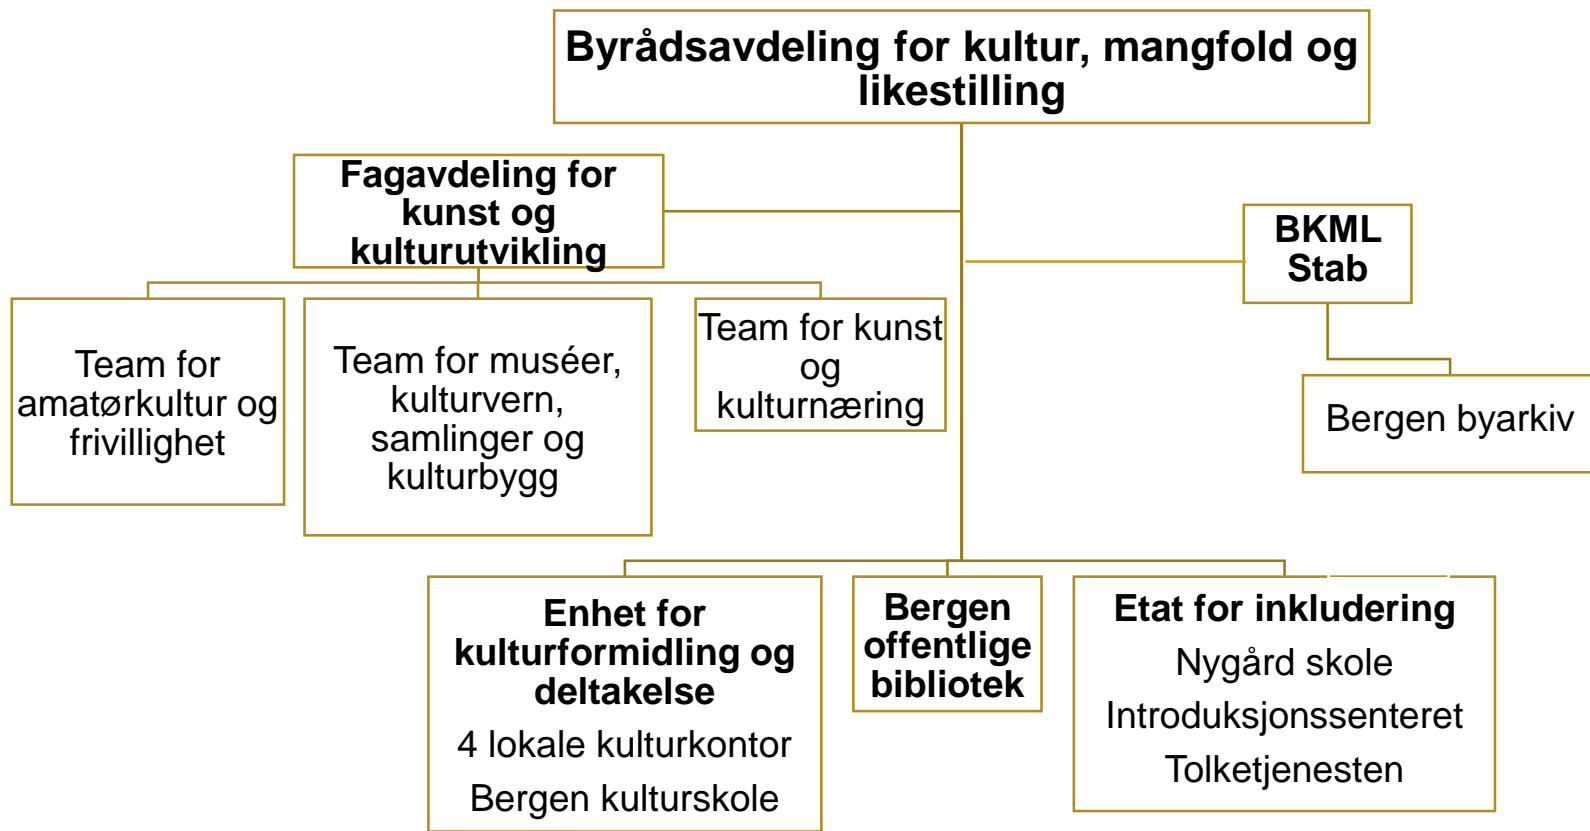 Byrådsavdeling for kultur, mangfold og
likestilling
Fagavdeling for
kunst og
kulturutvikling
BKML
Stab
Team for
amatørkultur og
frivillighet
Team for muséer,
kulturvern,
samlinger og
kulturbygg
Team for kunst
og
kulturnæring
Bergen byarkiv
Enhet for
kulturformidling og
deltakelse
4 lokale kulturkontor
Bergen kulturskole
Bergen
offentlige
bibliotek
Etat for inkludering
Nygård skole
Introduksjonssenteret
Tolketjenesten